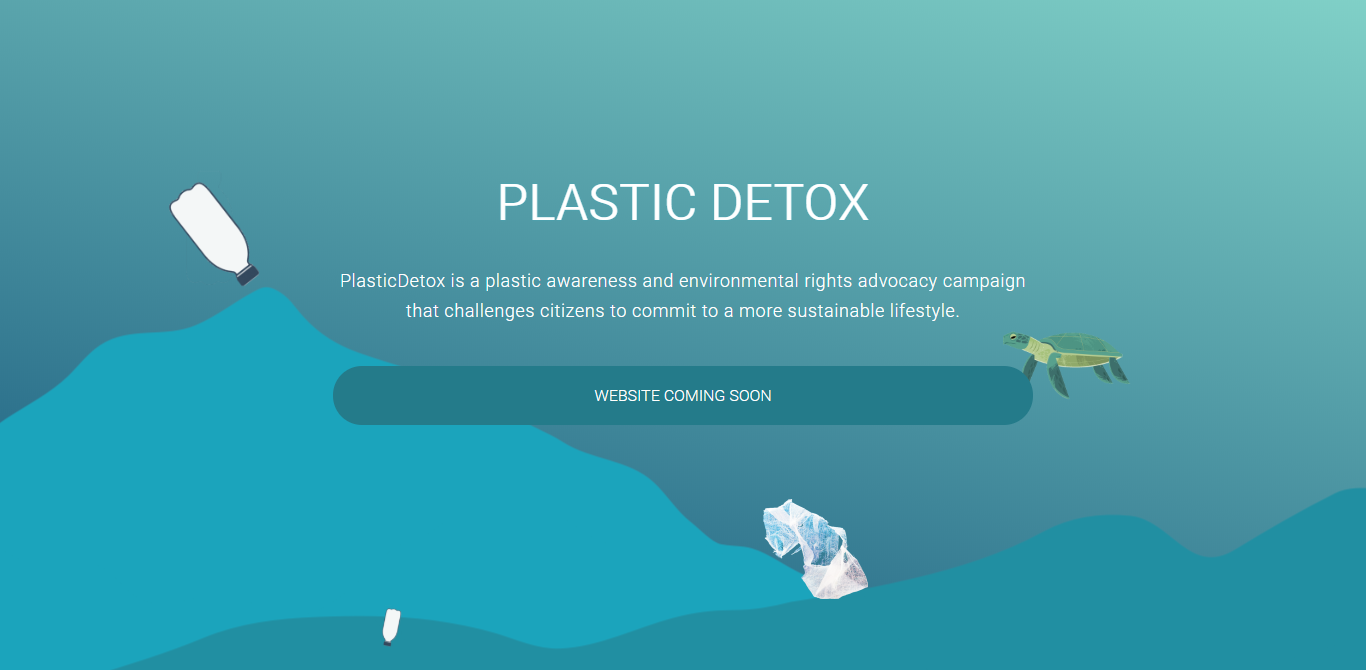 PLASTIC DETOX
PlasticDetox is a plastic awareness and environmental rights advocacy campaign
that challenges citizens to commit to a more sustainable lifestyle.
WEBSITE COMING SOON